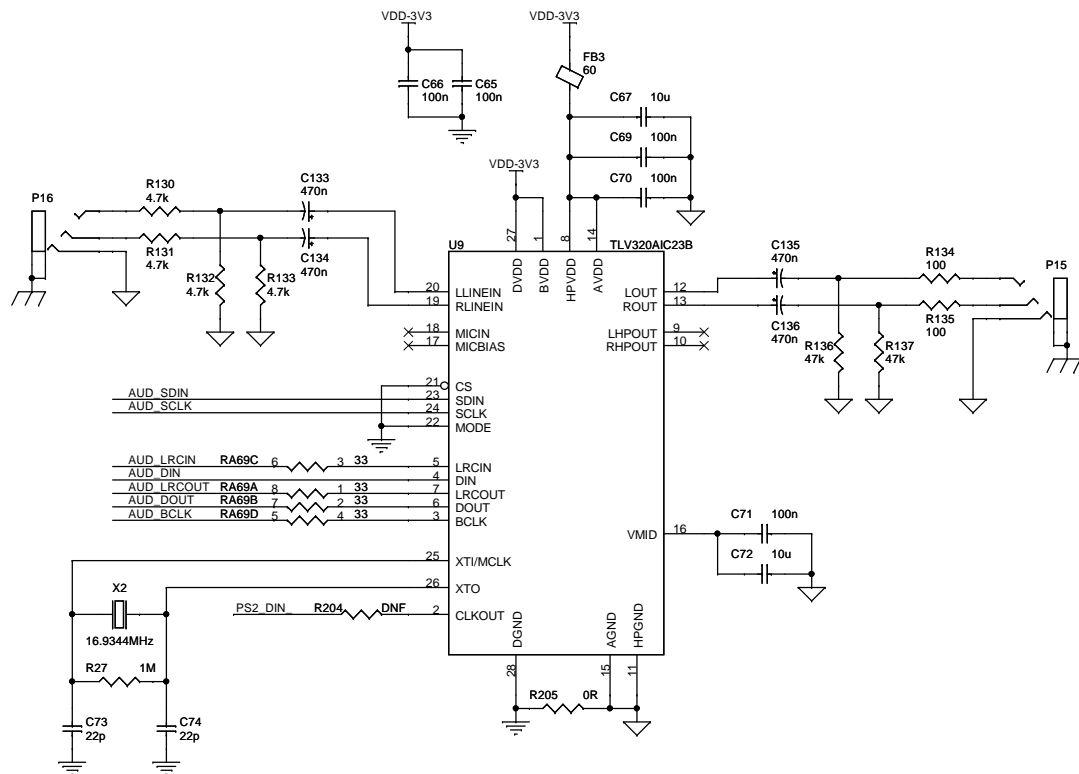 VDD-3V3
VDD-3V3
FB3
60
C66
100n
C65
100n
C67 10u
C69 100n
C70 100n
VDD-3V3
P16
R130
4.7k
C133
470n
R131
4.7k
C134
470n
R132
4.7k
R133
4.7k
U9
TLV320AIC23B
27
1
8
14
DVDD
BVDD
HPVDD
AVDD
20 LLINEIN
19 RLINEIN
18 MICIN
17 MICBIAS
21 CS
AUD_SDIN 23 SDIN
AUD_SCLK 24 SCLK
22 MODE
AUD_LRCIN RA69C 6 3 33 5 LRCIN
AUD_DIN 4 DIN
AUD_LRCOUT RA69A 8 1 33 7 LRCOUT
AUD_DOUT RA69B 7 2 33 6 DOUT
AUD_BCLK RA69D 5 4 33 3 BCLK
25 XTI/MCLK
26 XTO
PS2_DIN_ R204 DNF 2 CLKOUT
X2
16.9344MHz
R27 1M
C73
22p
C74
22p
LOUT 12
ROUT 13
LHPOUT 9
RHPOUT 10
C135
470n
C136
470n
R134
100
R135
100
R136
47k
R137
47k
P15
VMID 16
C71 100n
C72 10u
DGND
AGND
HPGND
28
15
11
R205 0R